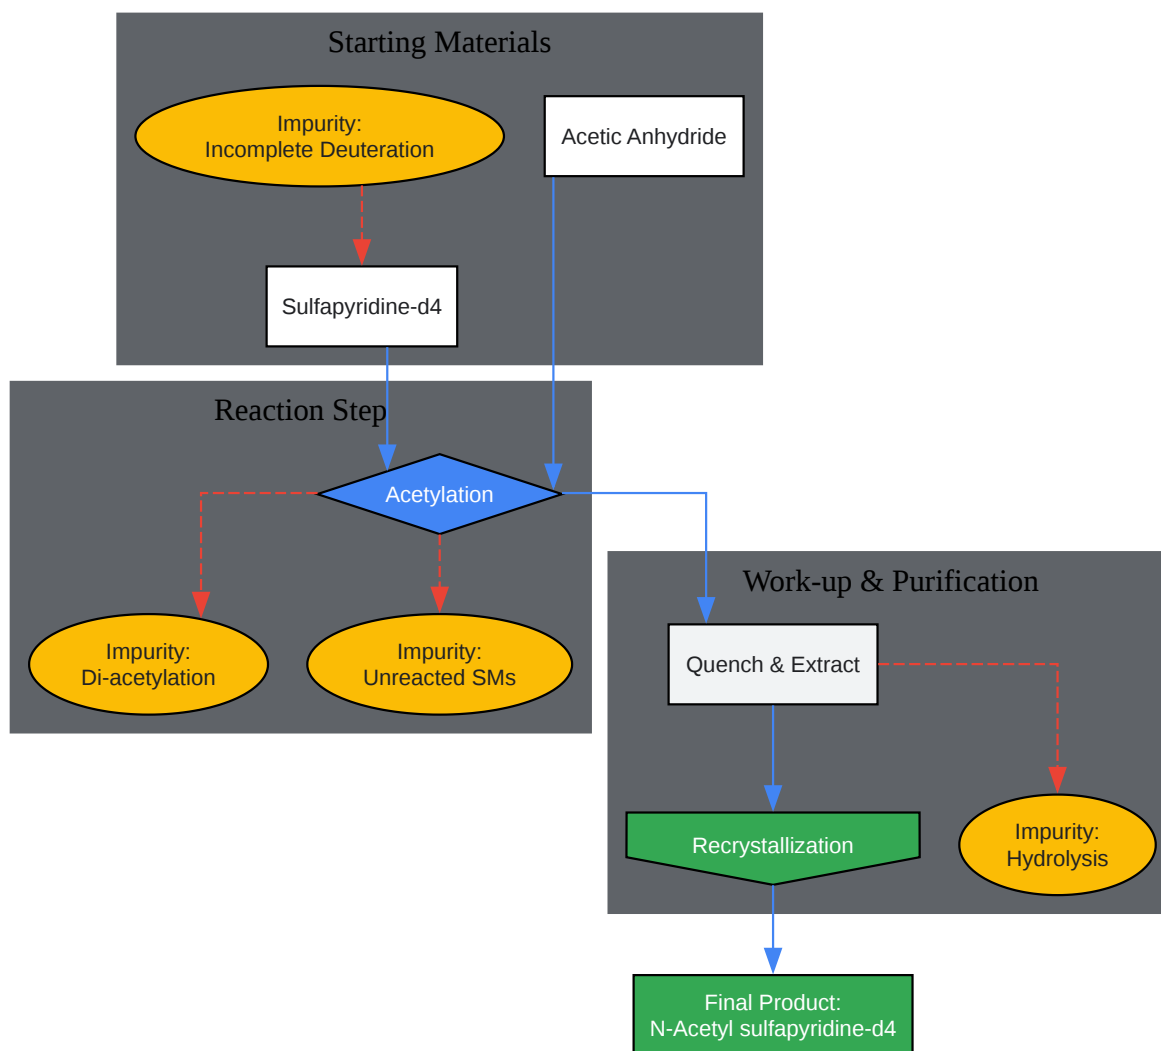 Starting Materials
Impurity:
Incomplete Deuteration
Acetic Anhydride
Sulfapyridine-d4
Reaction Step
Acetylation
Impurity:
Di-acetylation
Impurity:
Unreacted SMs
Work-up & Purification
Quench & Extract
Recrystallization
Impurity:
Hydrolysis
Final Product:
N-Acetyl sulfapyridine-d4